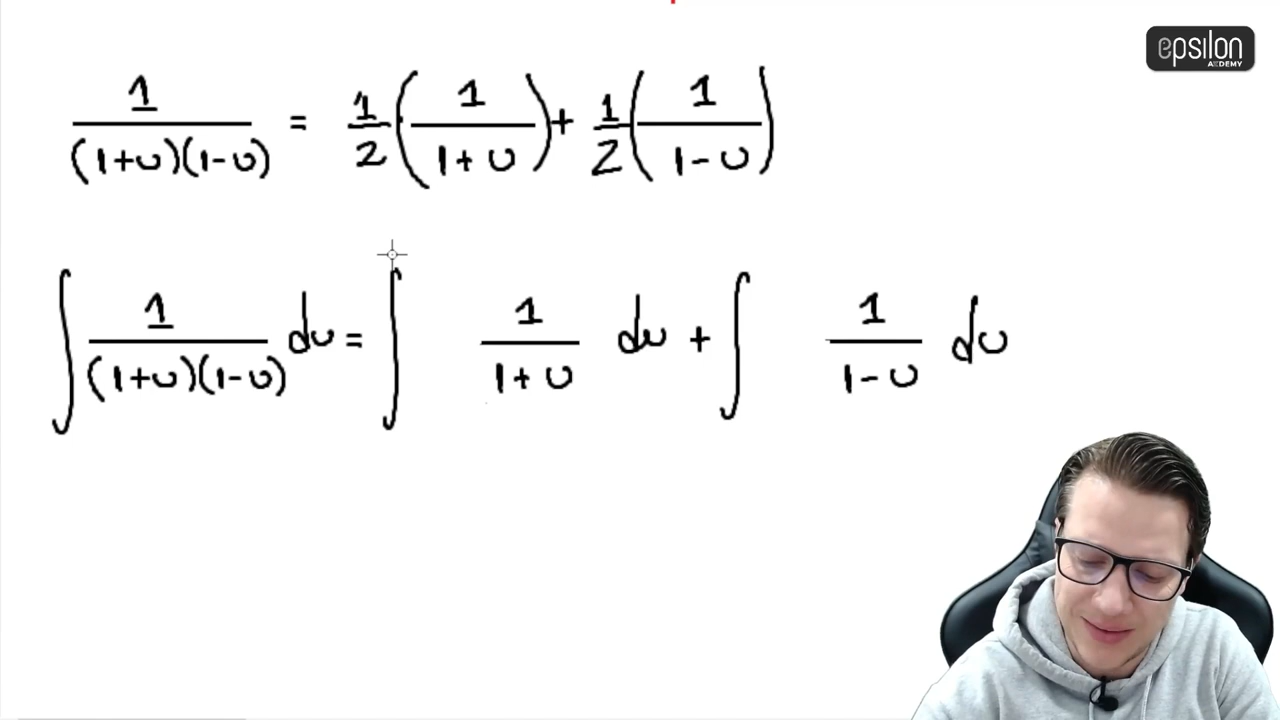 epsilon
AKDEMY
1/((1+u)(1-u)) = 1/2 (1/(1+u)) + 1/2 (1/(1-u))
∫ 1/((1+u)(1-u)) du = ∫ 1/(1+u) du + ∫ 1/(1-u) du